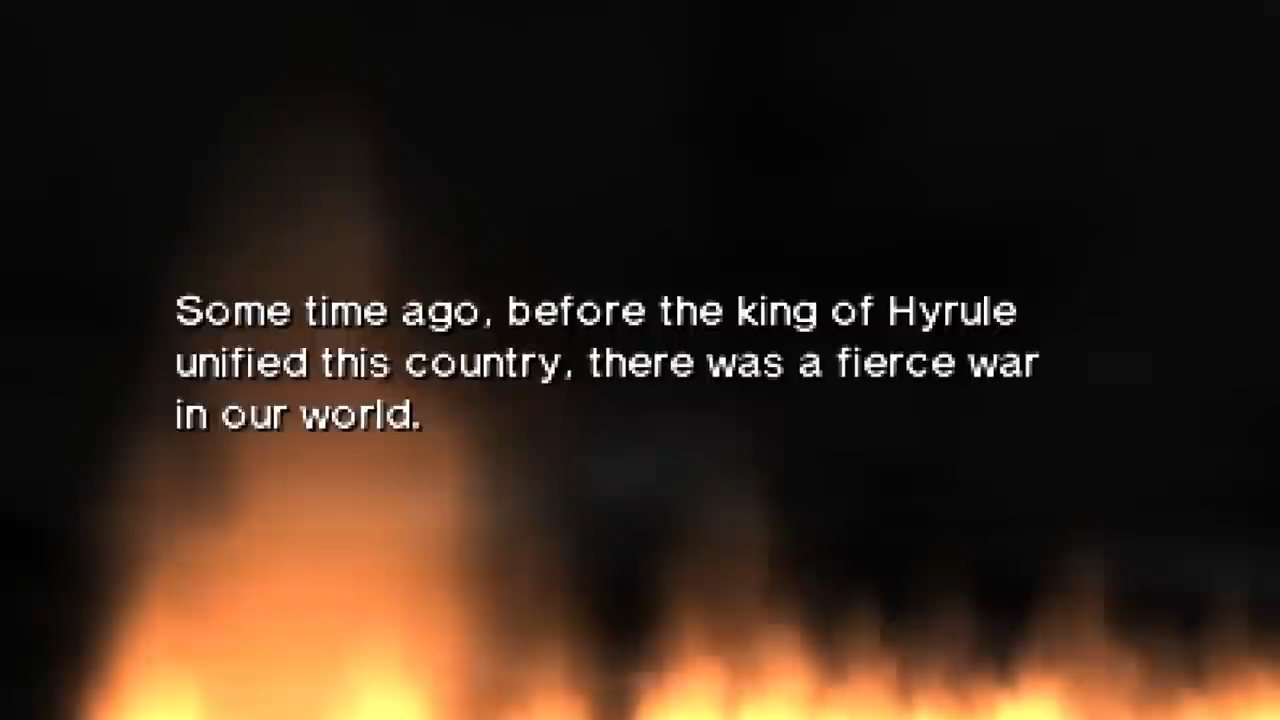 Some time ago, before the king of Hyrule
unified this country, there was a fierce war
in our world.